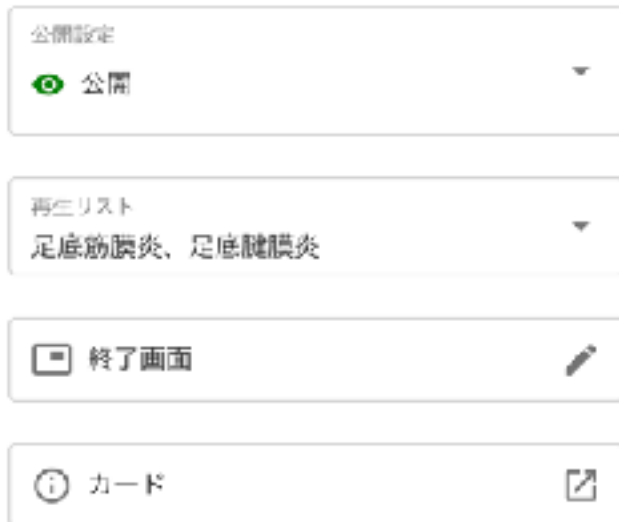 公開設定
公開
再生リスト
足底筋膜炎、足底腱膜炎
終了画面
カード